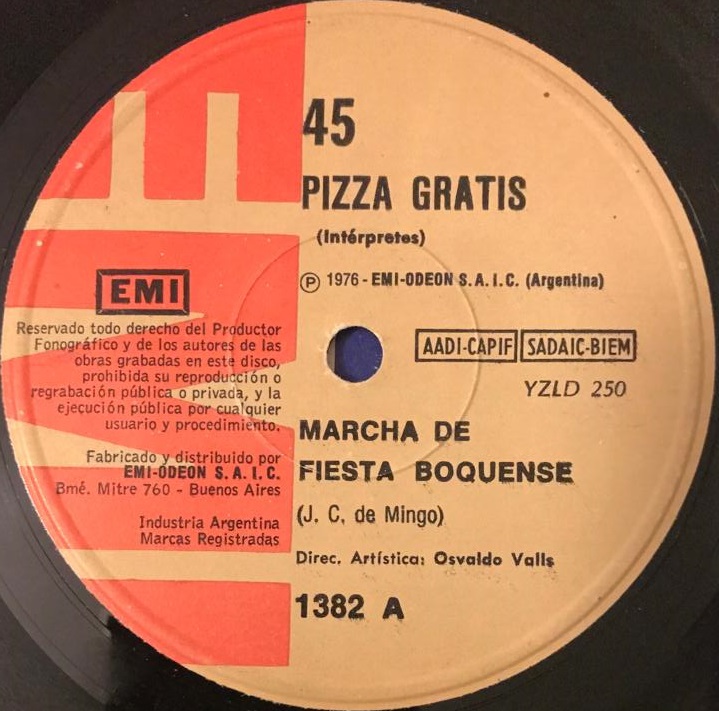 45
PIZZA GRATIS
(Intérpretes)
Ⓟ 1976 - EMI-ODEON S.A.I.C. (Argentina)
EMI
Reservado todo derecho del Productor
Fonográfico y de los autores de las
obras grabadas en este disco,
prohibida su reproducción o
regrabación pública o privada, y la
ejecución pública por cualquier
usuario y procedimiento.
Fabricado y distribuido por
EMI-ODEON S.A.I.C.
Bmé. Mitre 760 - Buenos Aires
Industria Argentina
Marcas Registradas
AADI-CAPIF SADAIC-BIEM
YZLD 250
MARCHA DE
FIESTA BOQUENSE
(J. C. de Mingo)
Direc. Artística: Osvaldo Valls
1382 A